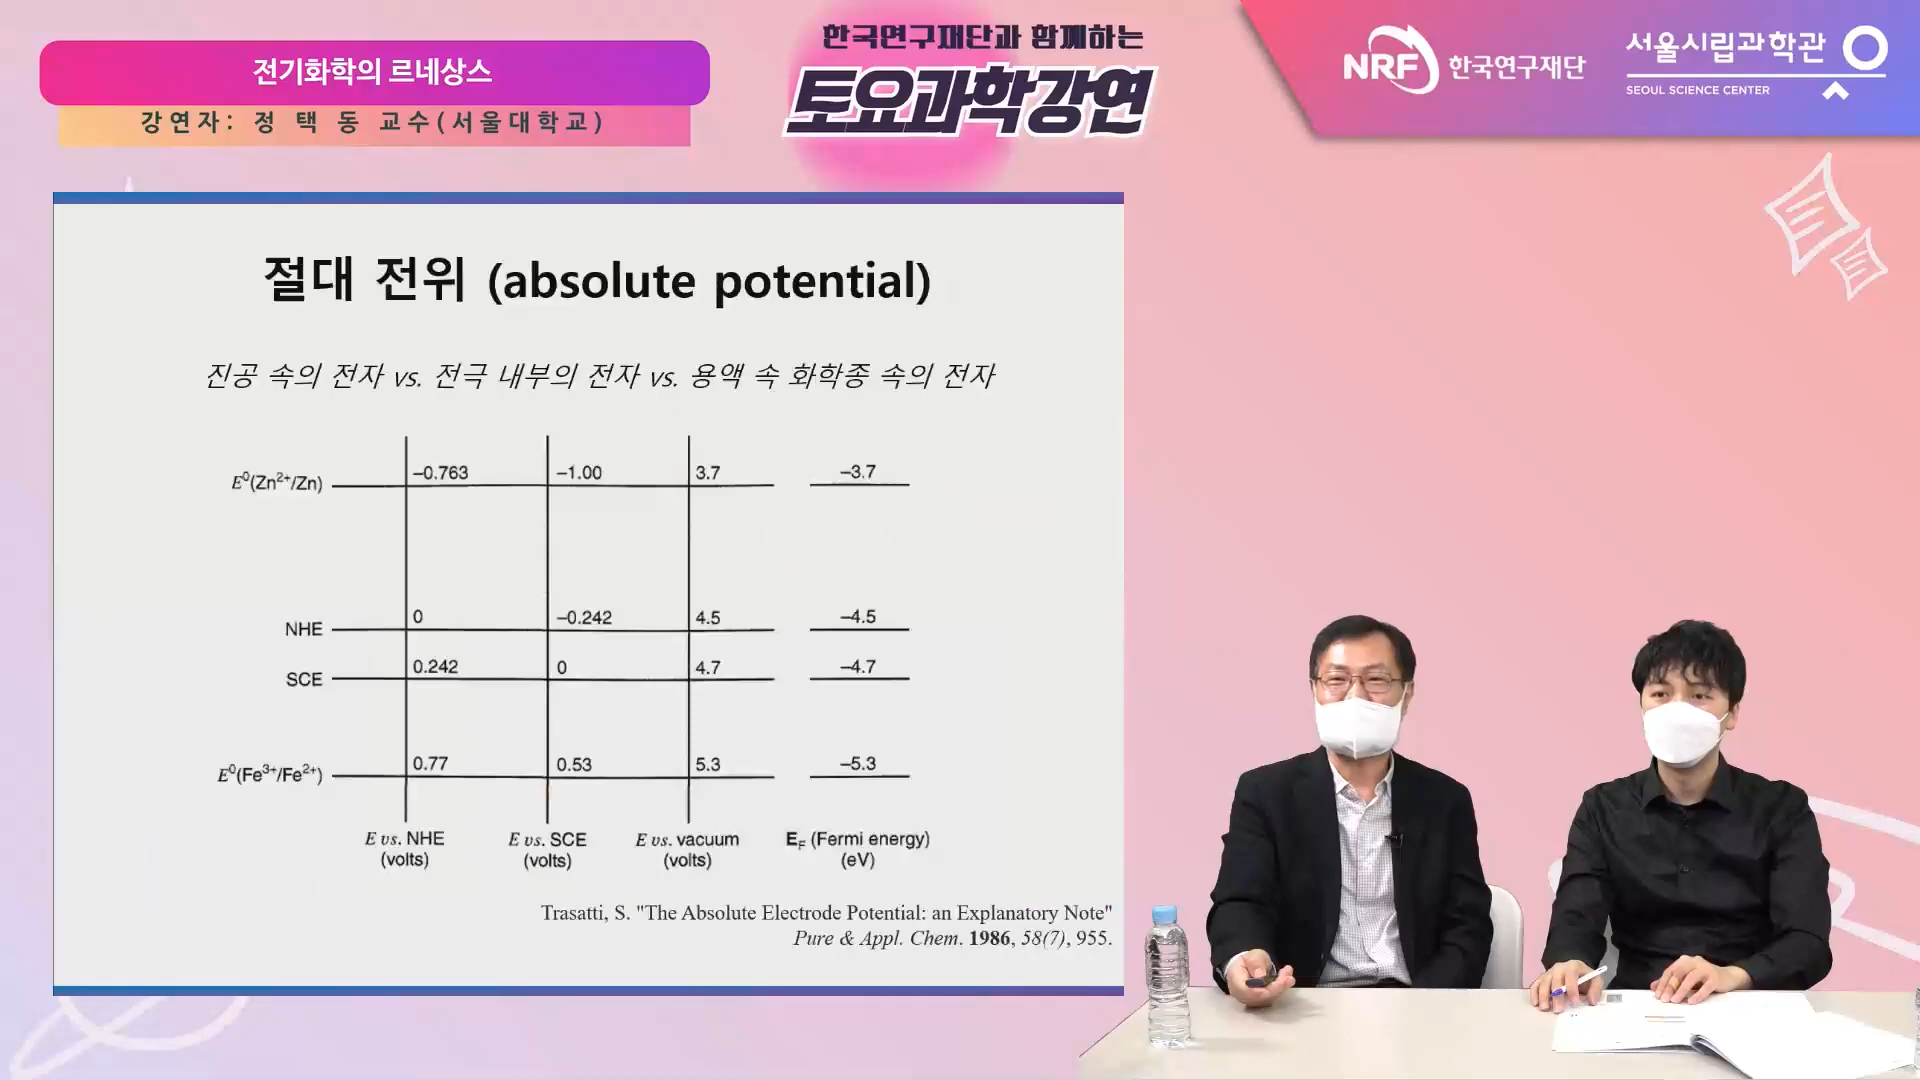 전기화학의 르네상스
강연자: 정 택 동 교수(서울대학교)
한국연구재단과 함께하는
토요과학강연
NRF 한국연구재단
서울시립과학관
SEOUL SCIENCE CENTER
절대 전위 (absolute potential)
진공 속의 전자 vs. 전극 내부의 전자 vs. 용액 속 화학종 속의 전자
E⁰(Zn²⁺/Zn) –0.763 –1.00 3.7 –3.7
NHE 0 –0.242 4.5 –4.5
SCE 0.242 0 4.7 –4.7
E⁰(Fe³⁺/Fe²⁺) 0.77 0.53 5.3 –5.3
E vs. NHE E vs. SCE E vs. vacuum E_F (Fermi energy)
(volts) (volts) (volts) (eV)
Trasatti, S. "The Absolute Electrode Potential: an Explanatory Note"
Pure & Appl. Chem. 1986, 58(7), 955.